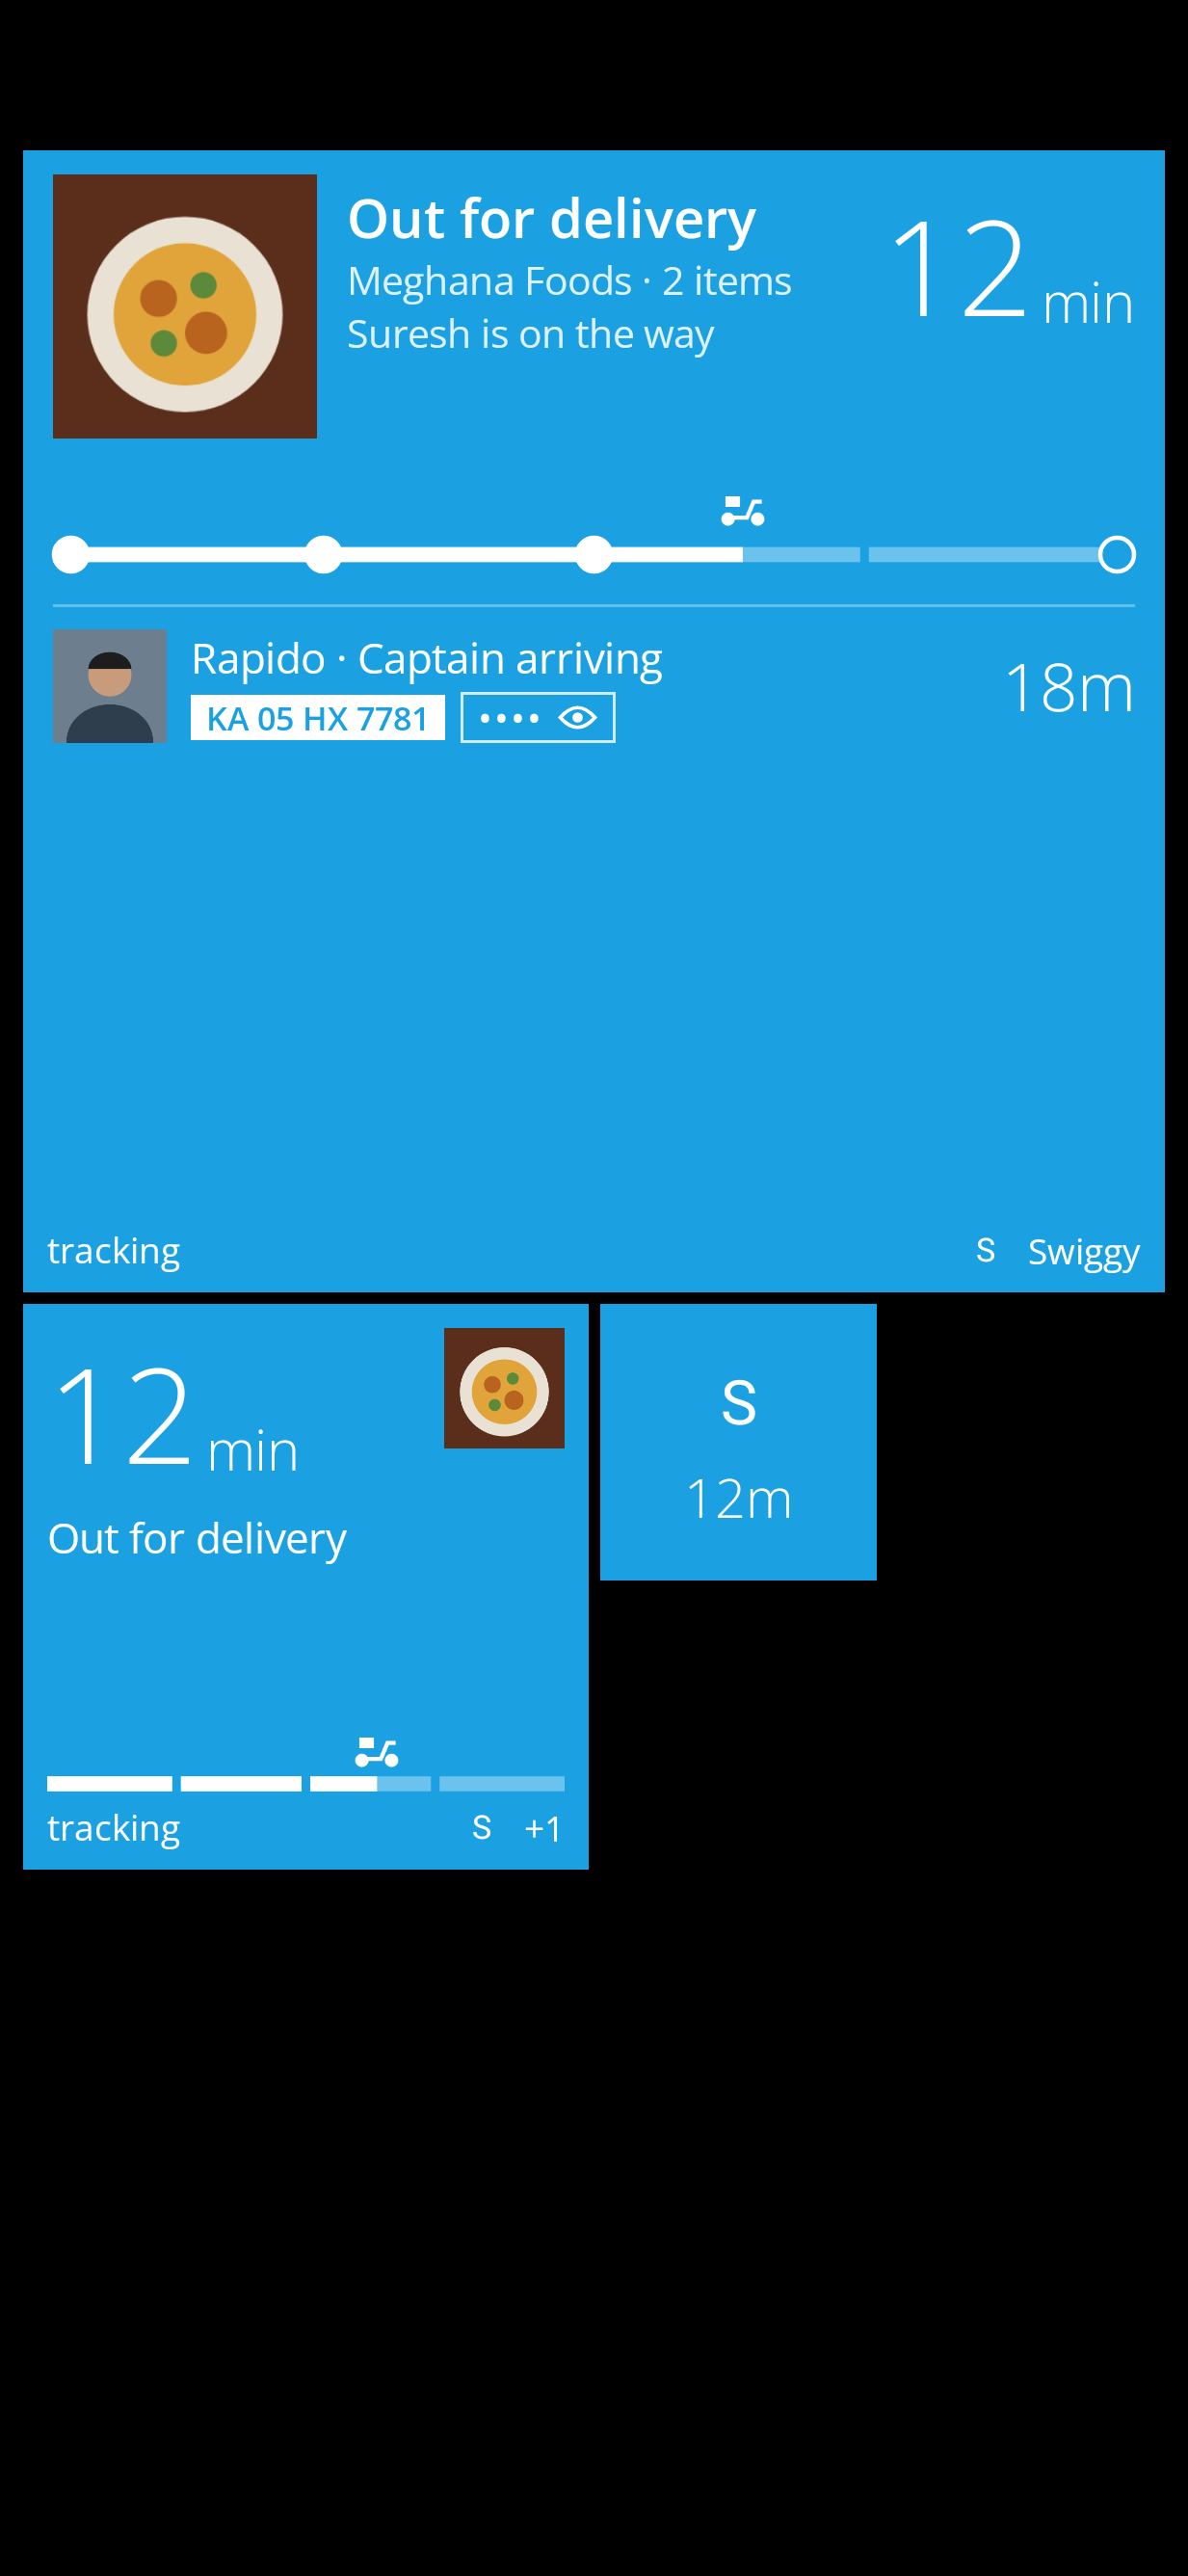 Out for delivery
12 min
Meghana Foods · 2 items
Suresh is on the way
Rapido · Captain arriving
18m
KA 05 HX 7781
••••
tracking
S Swiggy
12 min
Out for delivery
S
12m
tracking
S +1